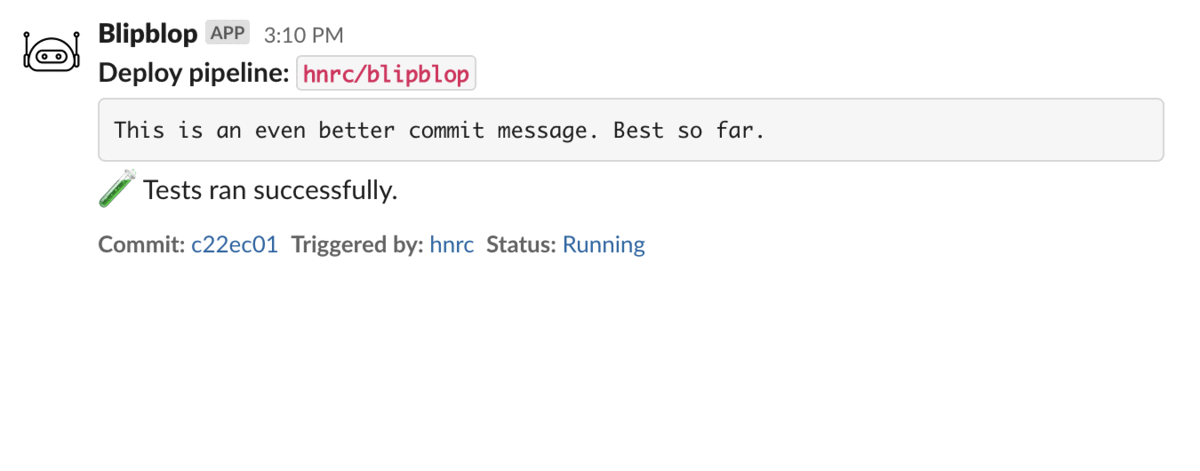 Blipblop APP 3:10 PM
Deploy pipeline: hnrc/blipblop
This is an even better commit message. Best so far.
Tests ran successfully.
Commit: c22ec01 Triggered by: hnrc Status: Running